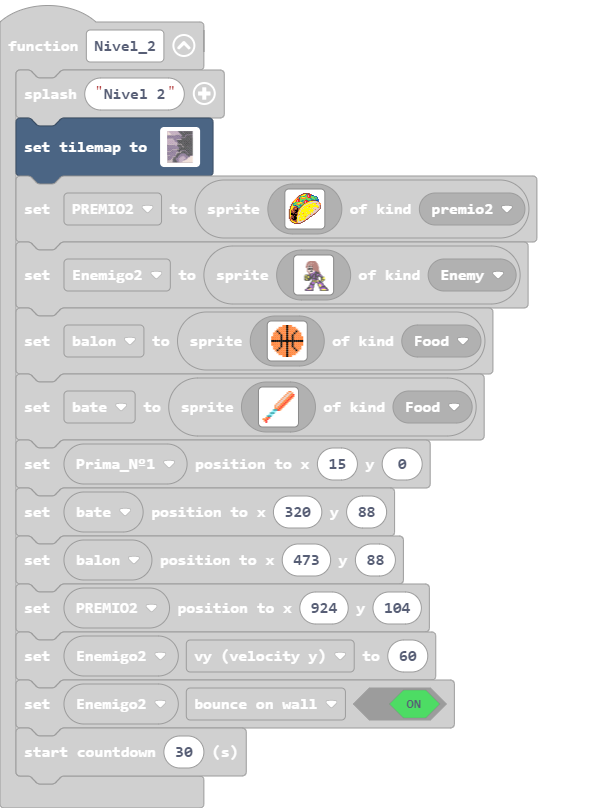 function Nivel_2
splash "Nivel 2"
set tilemap to
set PREMIO2 to sprite of kind premio2
set Enemigo2 to sprite of kind Enemy
set balon to sprite of kind Food
set bate to sprite of kind Food
set Prima_Nº1 position to x 15 y 0
set bate position to x 320 y 88
set balon position to x 473 y 88
set PREMIO2 position to x 924 y 104
set Enemigo2 vy (velocity y) to 60
set Enemigo2 bounce on wall ON
start countdown 30 (s)